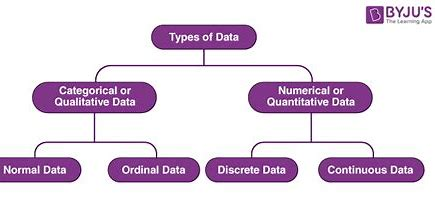 BYJU'S
The Learning App
Types of Data
Categorical or
Qualitative Data
Numerical or
Quantitative Data
Normal Data
Ordinal Data
Discrete Data
Continuous Data